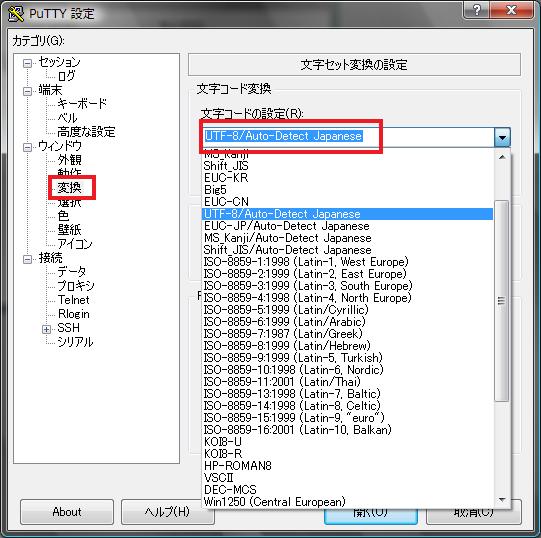 PuTTY 設定
カテゴリ(G):
セッション
ログ
端末
キーボード
ベル
高度な設定
ウィンドウ
外観
動作
変換
選択
色
壁紙
アイコン
接続
データ
プロキシ
Telnet
Rlogin
SSH
シリアル
文字セット変換の設定
文字コード変換
文字コードの設定(R):
UTF-8/Auto-Detect Japanese
MS_Kanji
Shift_JIS
EUC-KR
Big5
EUC-CN
UTF-8/Auto-Detect Japanese
EUC-JP/Auto-Detect Japanese
MS_Kanji/Auto-Detect Japanese
Shift_JIS/Auto-Detect Japanese
ISO-8859-1:1998 (Latin-1, West Europe)
ISO-8859-2:1999 (Latin-2, East Europe)
ISO-8859-3:1999 (Latin-3, South Europe)
ISO-8859-4:1998 (Latin-4, North Europe)
ISO-8859-5:1999 (Latin/Cyrillic)
ISO-8859-6:1999 (Latin/Arabic)
ISO-8859-7:1987 (Latin/Greek)
ISO-8859-8:1999 (Latin/Hebrew)
ISO-8859-9:1999 (Latin-5, Turkish)
ISO-8859-10:1998 (Latin-6, Nordic)
ISO-8859-11:2001 (Latin/Thai)
ISO-8859-13:1998 (Latin-7, Baltic)
ISO-8859-14:1998 (Latin-8, Celtic)
ISO-8859-15:1999 (Latin-9, "euro")
ISO-8859-16:2001 (Latin-10, Balkan)
KOI8-U
KOI8-R
HP-ROMAN8
VSCII
DEC-MCS
Win1250 (Central European)
About
ヘルプ(H)
開く(O)
取消(C)